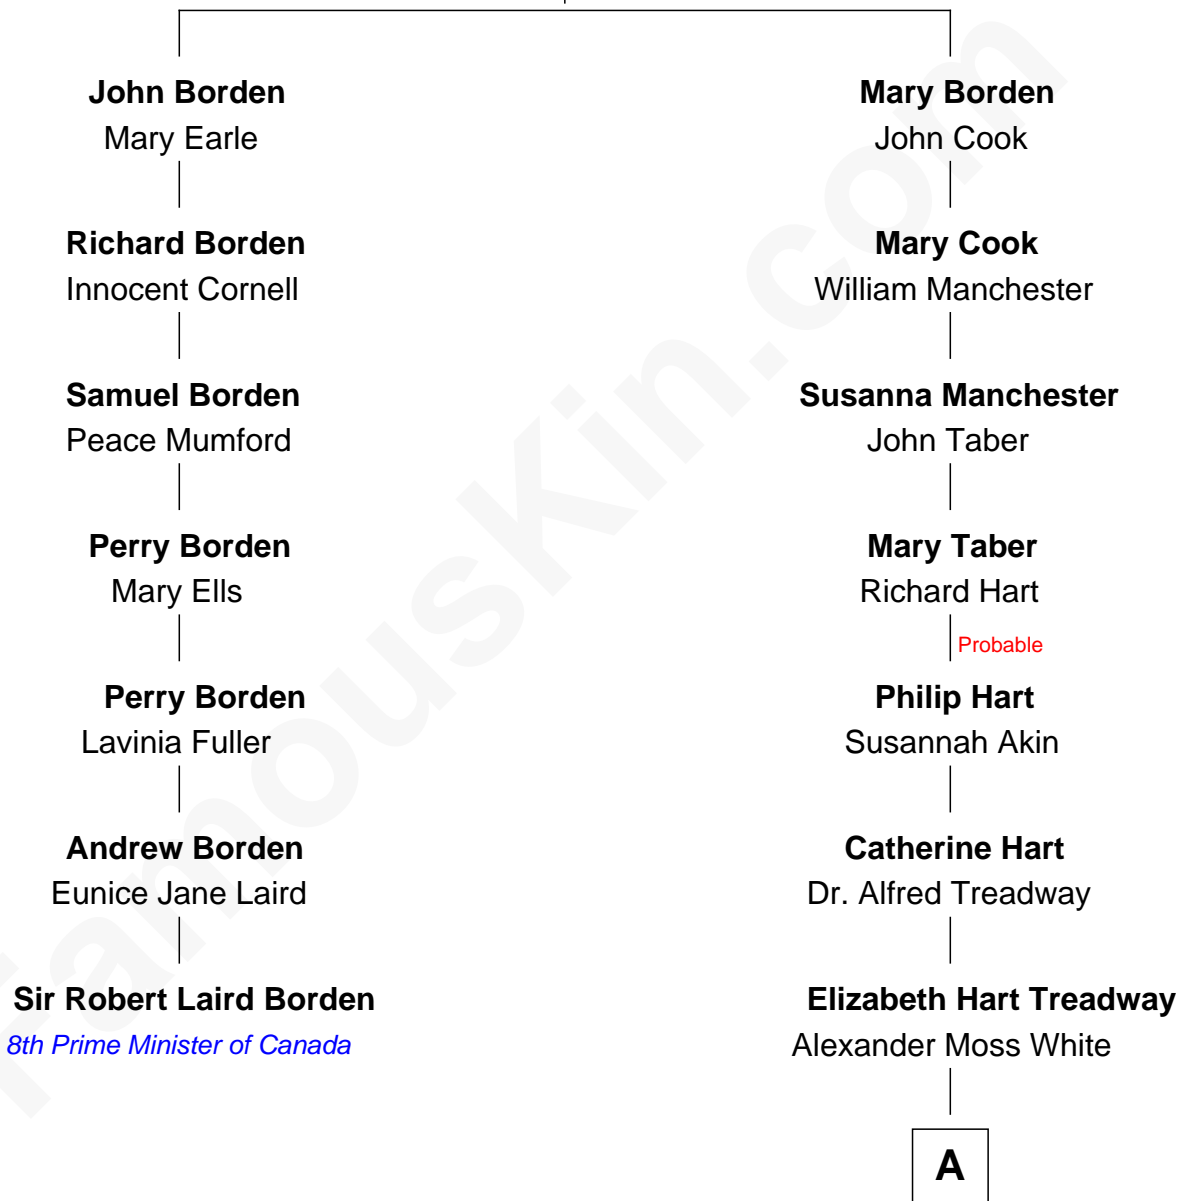 John Borden
Mary Earle
Richard Borden
Innocent Cornell
Samuel Borden
Peace Mumford
Perry Borden
Mary Ells
Perry Borden
Lavinia Fuller
Andrew Borden
Eunice Jane Laird
Sir Robert Laird Borden
8th Prime Minister of Canada
Mary Borden
John Cook
Mary Cook
William Manchester
Susanna Manchester
John Taber
Mary Taber
Richard Hart
Probable
Philip Hart
Susannah Akin
Catherine Hart
Dr. Alfred Treadway
Elizabeth Hart Treadway
Alexander Moss White
A
FamousKin.com